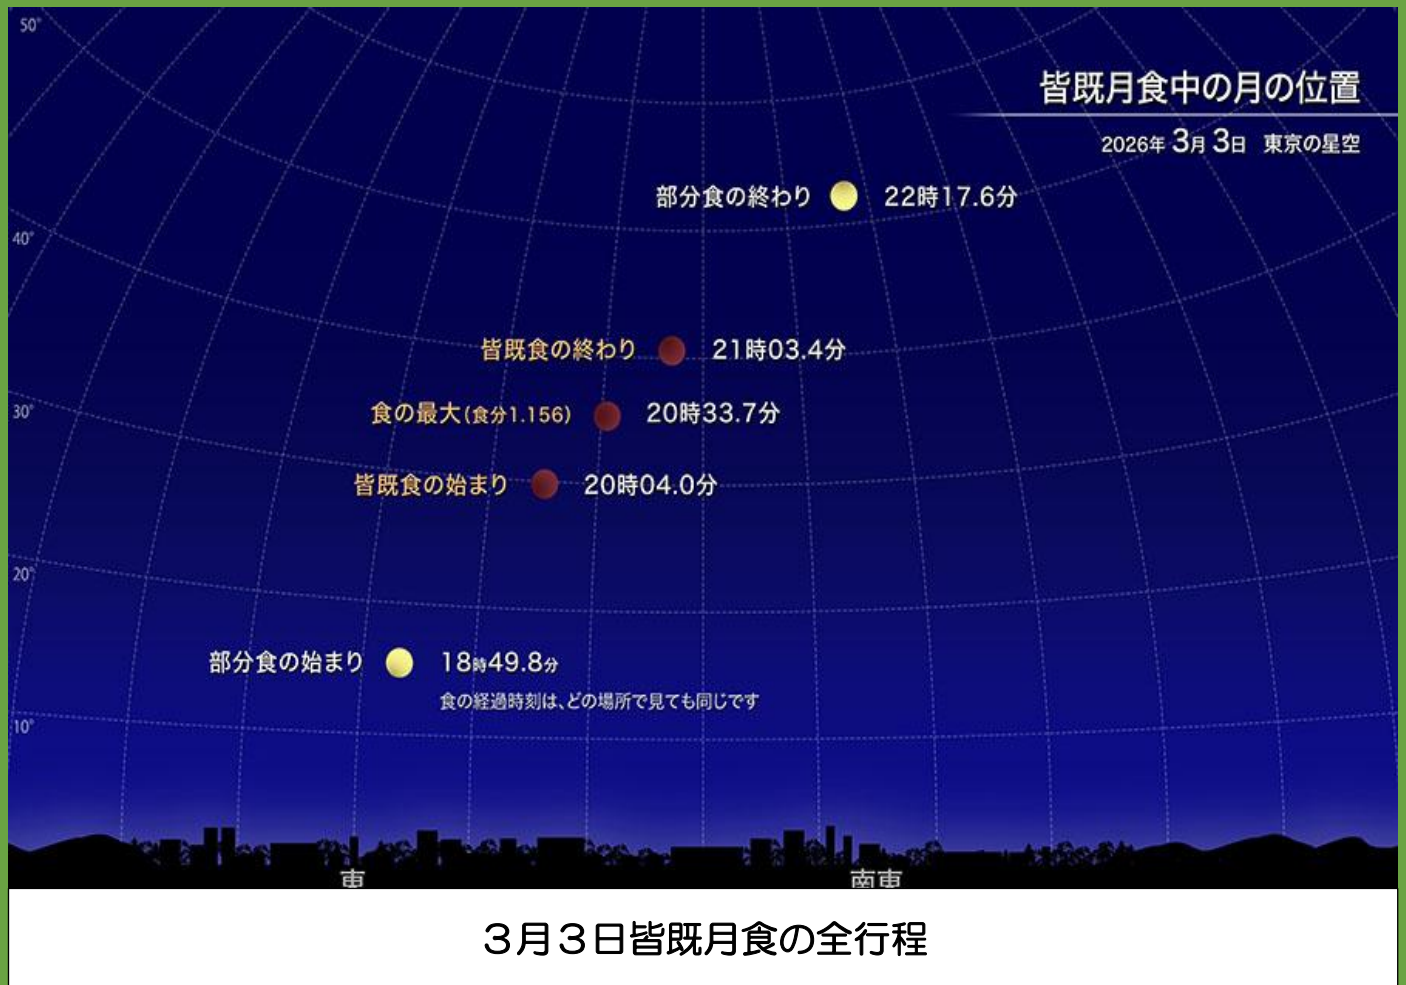 50°
皆既月食中の月の位置
2026年 3月 3日 東京の星空
部分食の終わり 22時17.6分
40°
皆既食の終わり 21時03.4分
30°
食の最大(食分1.156) 20時33.7分
皆既食の始まり 20時04.0分
20°
部分食の始まり 18時49.8分
食の経過時刻は、どの場所で見ても同じです
10°
東 南東
３月３日皆既月食の全行程